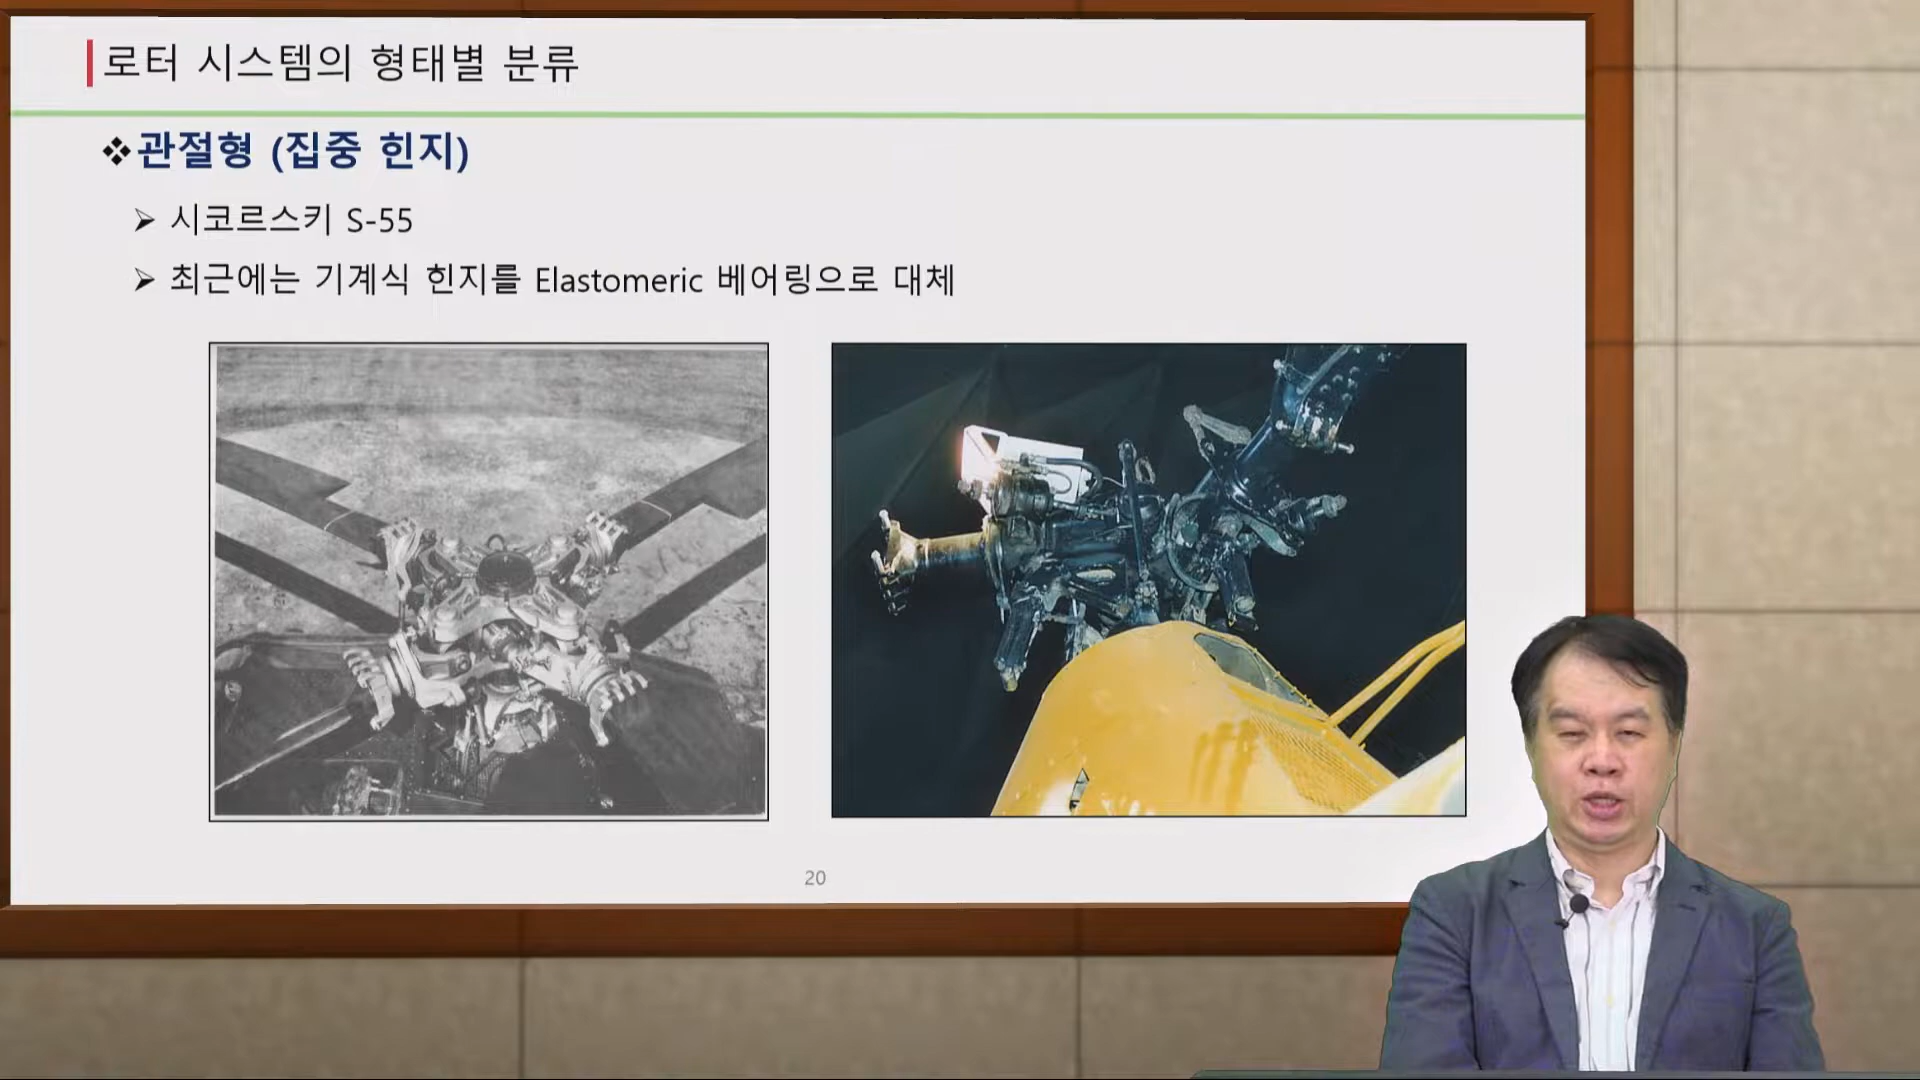 로터 시스템의 형태별 분류
❖관절형 (집중 힌지)
➢ 시코르스키 S-55
➢ 최근에는 기계식 힌지를 Elastomeric 베어링으로 대체
20